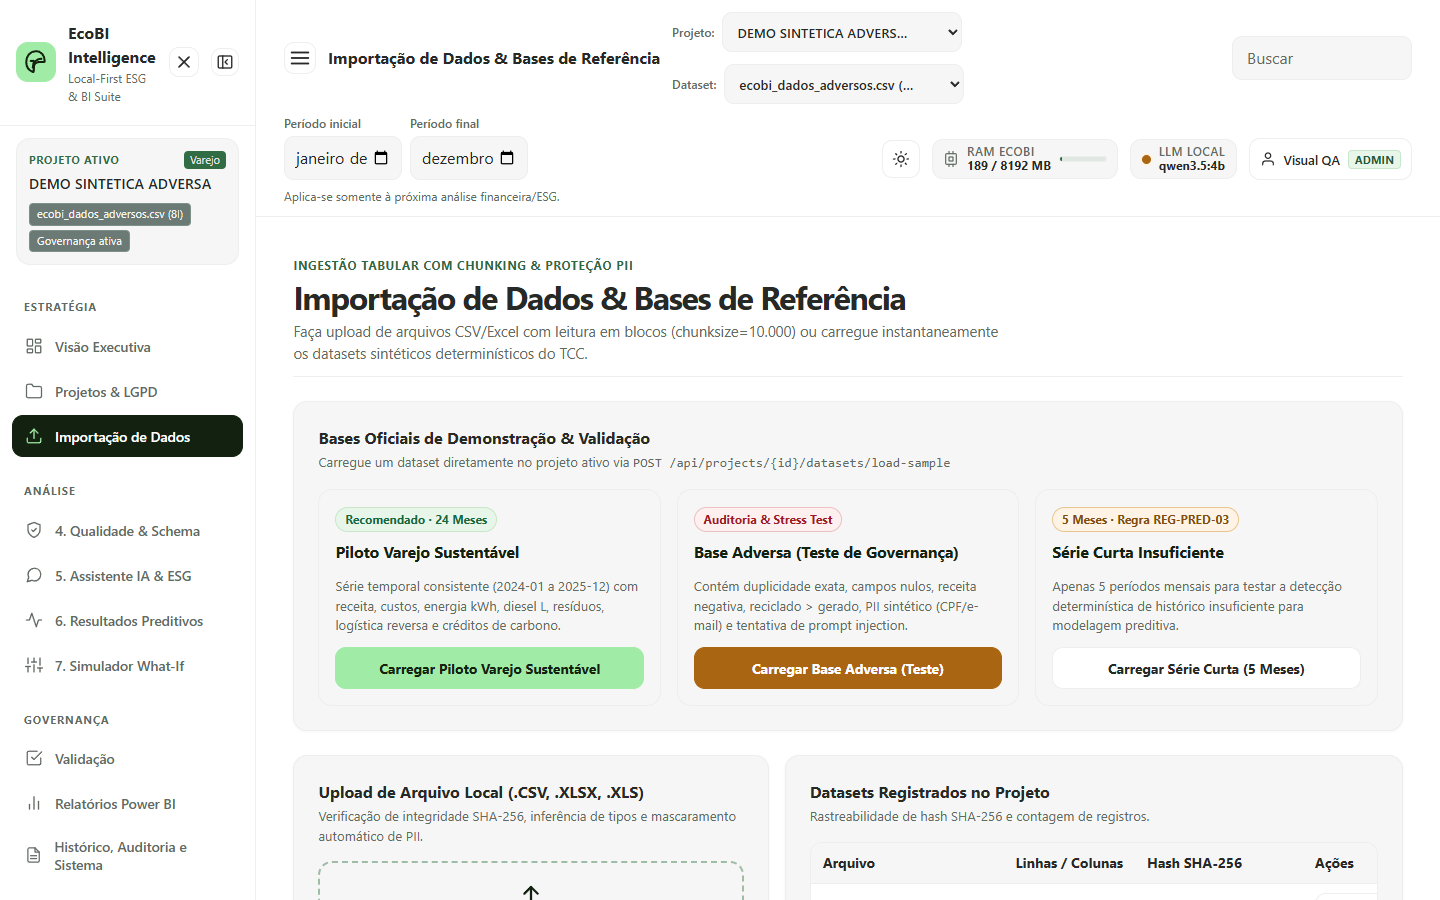 EcoBI
Intelligence
Local-First ESG
& BI Suite
PROJETO ATIVO
Varejo
DEMO SINTETICA ADVERSA
ecobi_dados_adversos.csv (8l)
Governança ativa
ESTRATÉGIA
Visão Executiva
Projetos & LGPD
Importação de Dados
ANÁLISE
4. Qualidade & Schema
5. Assistente IA & ESG
6. Resultados Preditivos
7. Simulador What-If
GOVERNANÇA
Validação
Relatórios Power BI
Histórico, Auditoria e
Sistema
Importação de Dados & Bases de Referência
Projeto:
DEMO SINTETICA ADVERS...
Dataset:
ecobi_dados_adversos.csv (...
Buscar
Período inicial
Período final
janeiro de
dezembro
Aplica-se somente à próxima análise financeira/ESG.
RAM ECOBI
189 / 8192 MB
LLM LOCAL
qwen3.5:4b
Visual QA
ADMIN
INGESTÃO TABULAR COM CHUNKING & PROTEÇÃO PII
Importação de Dados & Bases de Referência
Faça upload de arquivos CSV/Excel com leitura em blocos (chunksize=10.000) ou carregue instantaneamente
os datasets sintéticos determinísticos do TCC.
Bases Oficiais de Demonstração & Validação
Carregue um dataset diretamente no projeto ativo via POST /api/projects/{id}/datasets/load-sample
Recomendado · 24 Meses
Piloto Varejo Sustentável
Série temporal consistente (2024-01 a 2025-12) com
receita, custos, energia kWh, diesel L, resíduos,
logística reversa e créditos de carbono.
Carregar Piloto Varejo Sustentável
Auditoria & Stress Test
Base Adversa (Teste de Governança)
Contém duplicidade exata, campos nulos, receita
negativa, reciclado > gerado, PII sintético (CPF/e-
mail) e tentativa de prompt injection.
Carregar Base Adversa (Teste)
5 Meses · Regra REG-PRED-03
Série Curta Insuficiente
Apenas 5 períodos mensais para testar a detecção
determinística de histórico insuficiente para
modelagem preditiva.
Carregar Série Curta (5 Meses)
Upload de Arquivo Local (.CSV, .XLSX, .XLS)
Verificação de integridade SHA-256, inferência de tipos e mascaramento
automático de PII.
Datasets Registrados no Projeto
Rastreabilidade de hash SHA-256 e contagem de registros.
Arquivo
Linhas / Colunas
Hash SHA-256
Ações